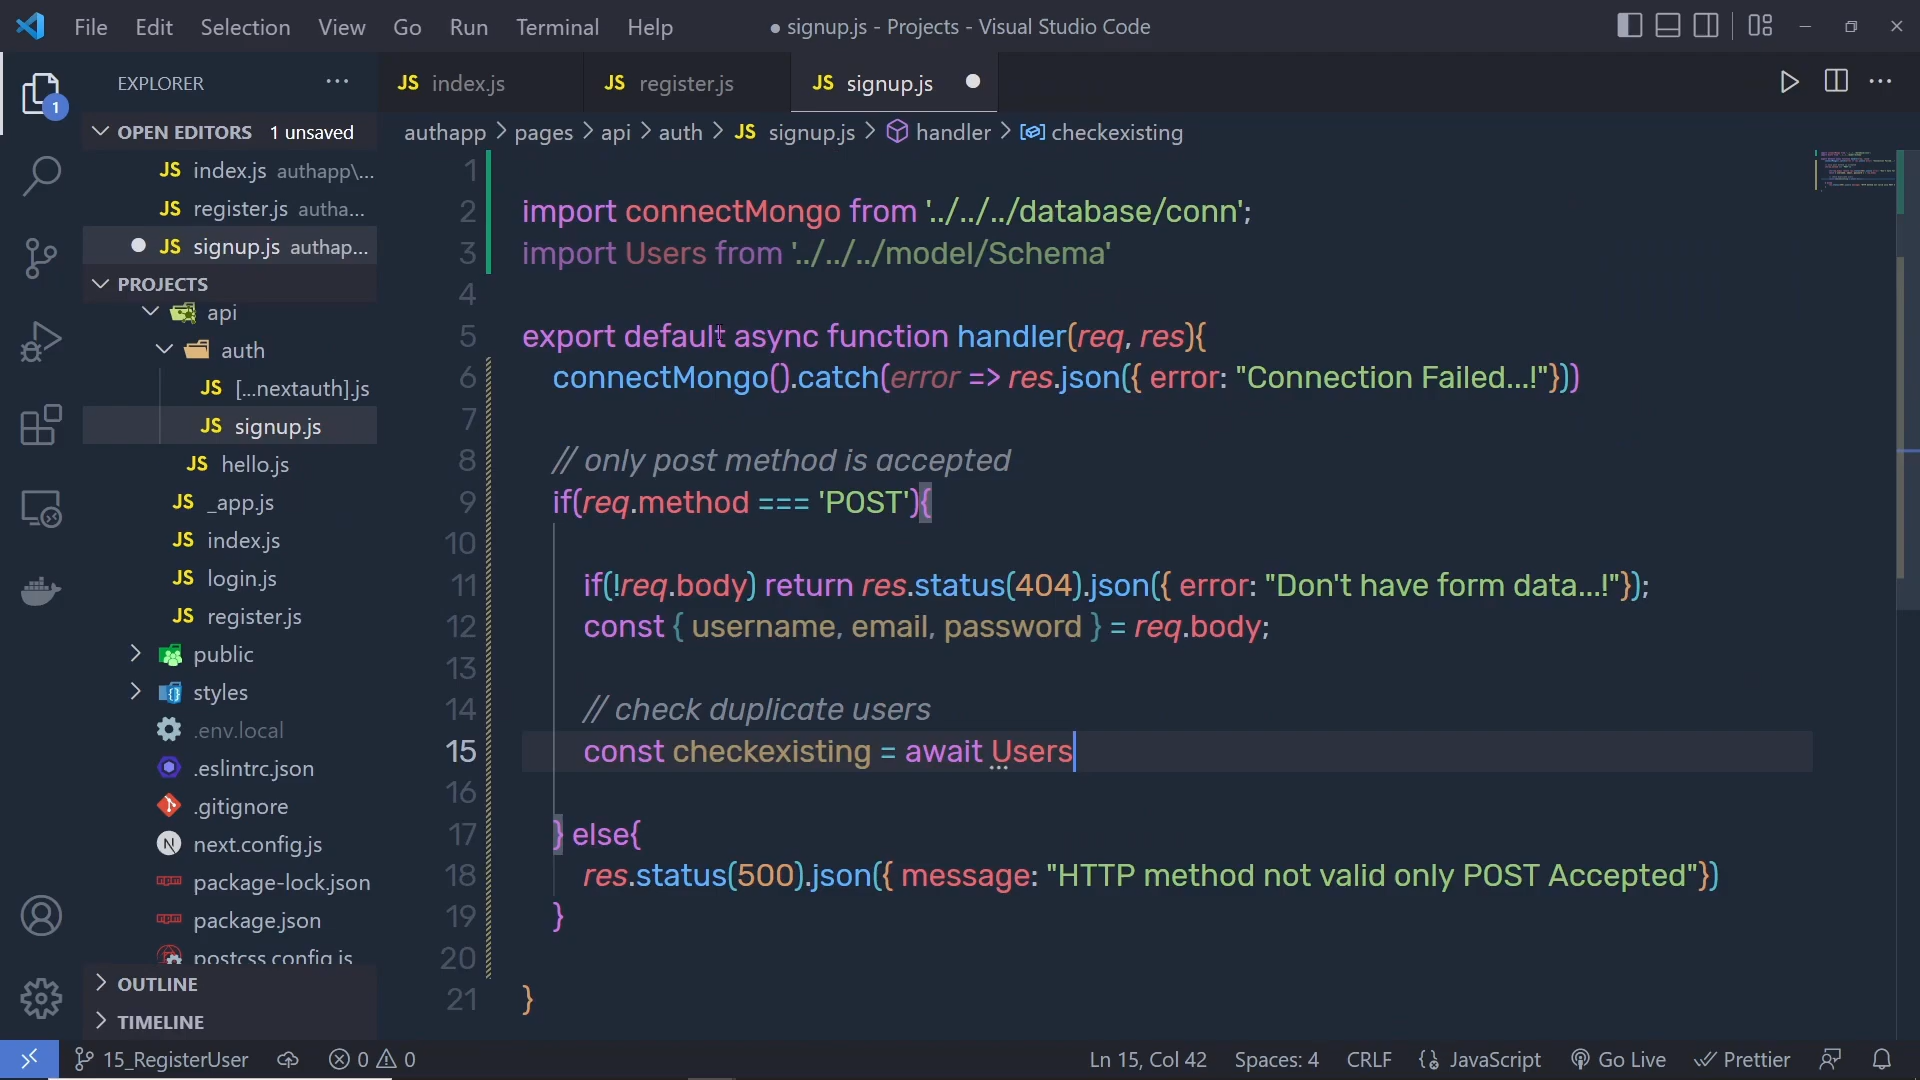 File Edit Selection View Go Run Terminal Help
● signup.js - Projects - Visual Studio Code
1
EXPLORER
OPEN EDITORS 1 unsaved
JS index.js authapp\...
JS register.js autha...
JS signup.js authap...
PROJECTS
api
auth
JS [...nextauth].js
JS signup.js
JS hello.js
JS _app.js
JS index.js
JS login.js
JS register.js
public
styles
.env.local
.eslintrc.json
.gitignore
N next.config.js
package-lock.json
package.json
postcss.config.js
OUTLINE
TIMELINE
JS index.js JS register.js JS signup.js
authapp > pages > api > auth > JS signup.js > handler > checkexisting
1
2 import connectMongo from '../../../database/conn';
3 import Users from '../../../model/Schema'
4
5 export default async function handler(req, res){
6 connectMongo().catch(error => res.json({ error: "Connection Failed...!"}))
7
8 // only post method is accepted
9 if(req.method === 'POST'){
10
11 if(!req.body) return res.status(404).json({ error: "Don't have form data...!"});
12 const { username, email, password } = req.body;
13
14 // check duplicate users
15 const checkexisting = await Users
16
17 } else{
18 res.status(500).json({ message: "HTTP method not valid only POST Accepted"})
19 }
20
21 }
15_RegisterUser 0 0 Ln 15, Col 42 Spaces: 4 CRLF JavaScript Go Live Prettier